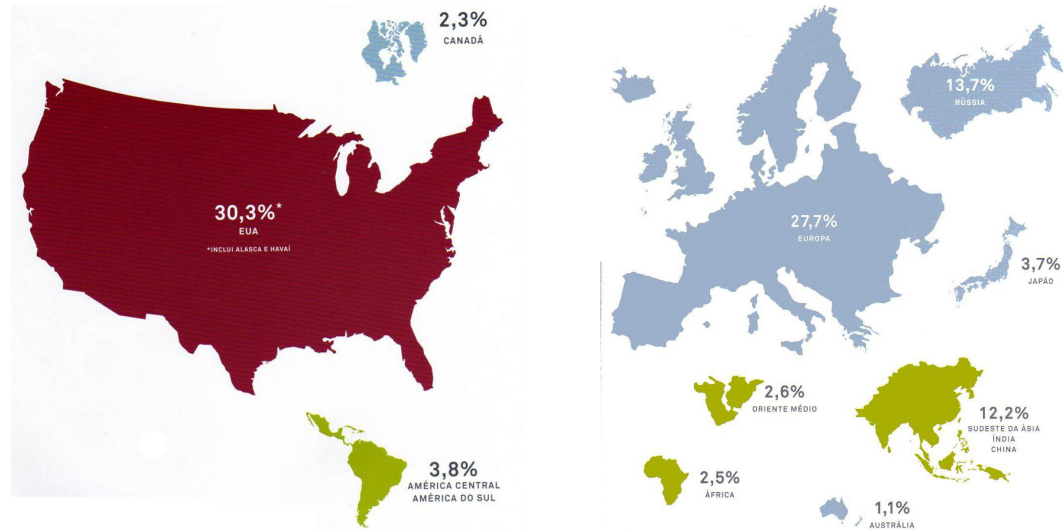 2,3%
CANADÁ
30,3%*
EUA
*INCLUI ALASCA E HAVAÍ
3,8%
AMÉRICA CENTRAL
AMÉRICA DO SUL
13,7%
RÚSSIA
27,7%
EUROPA
3,7%
JAPÃO
2,6%
ORIENTE MÉDIO
12,2%
SUDESTE DA ÁSIA
ÍNDIA
CHINA
2,5%
ÁFRICA
1,1%
AUSTRÁLIA